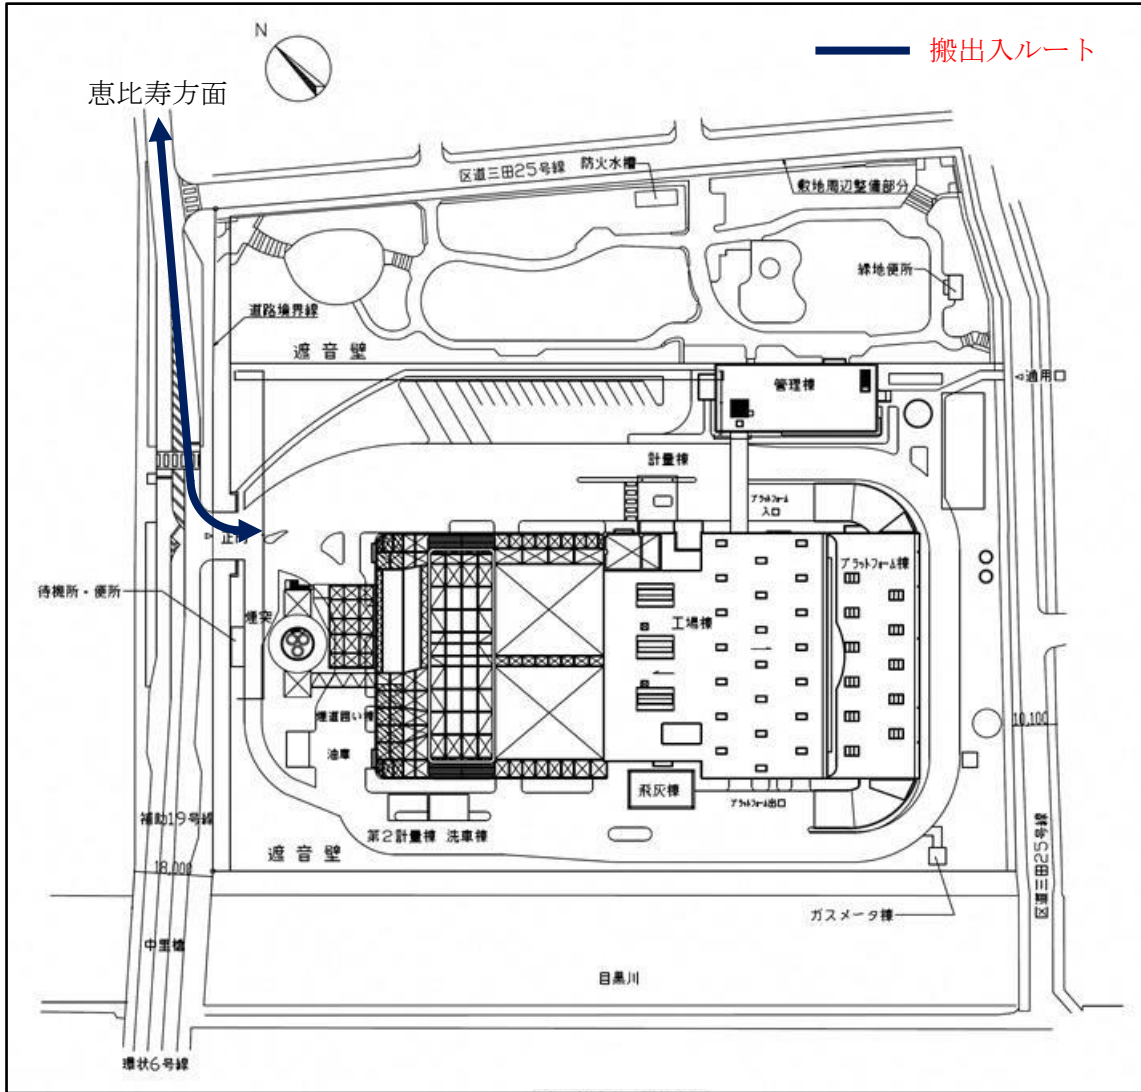 N
搬出入ルート
恵比寿方面
区道三田25号線
防火水槽
敷地周辺整備部分
緑地便所
道路境界線
遮音壁
管理棟
◁通用口
計量棟
プラットフォーム
入口
▷ 正門
プラットフォーム棟
待機所・便所
煙突
工場棟
煙道囲い棟
油庫
10,100
飛灰棟
プラットフォーム出口
補助19号線
第2計量棟
洗車棟
遮音壁
18,000
区道三田25号線
ガスメータ棟
中里橋
目黒川
環状6号線